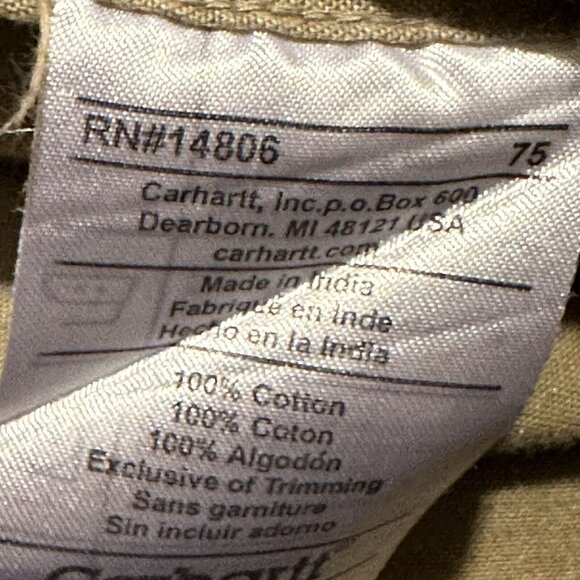 RN#14806 75
Carhartt, Inc.p.o.Box 600
Dearborn. MI 48121 USA
carhartt.com
Made in India
Fabriqué en Inde
Hecho en la India
100% Cotton
100% Coton
100% Algodón
Exclusive of Trimming
Sans garniture
Sin incluir adorno
Carhartt